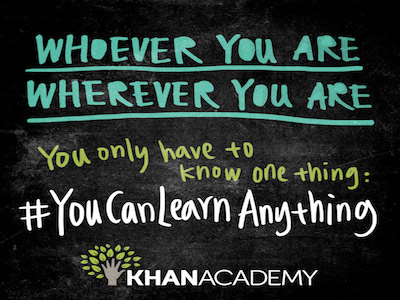 WHOEVER YOU ARE
WHEREVER YOU ARE
You only have to
know one thing:
#YouCanLearnAnything
KHANACADEMY